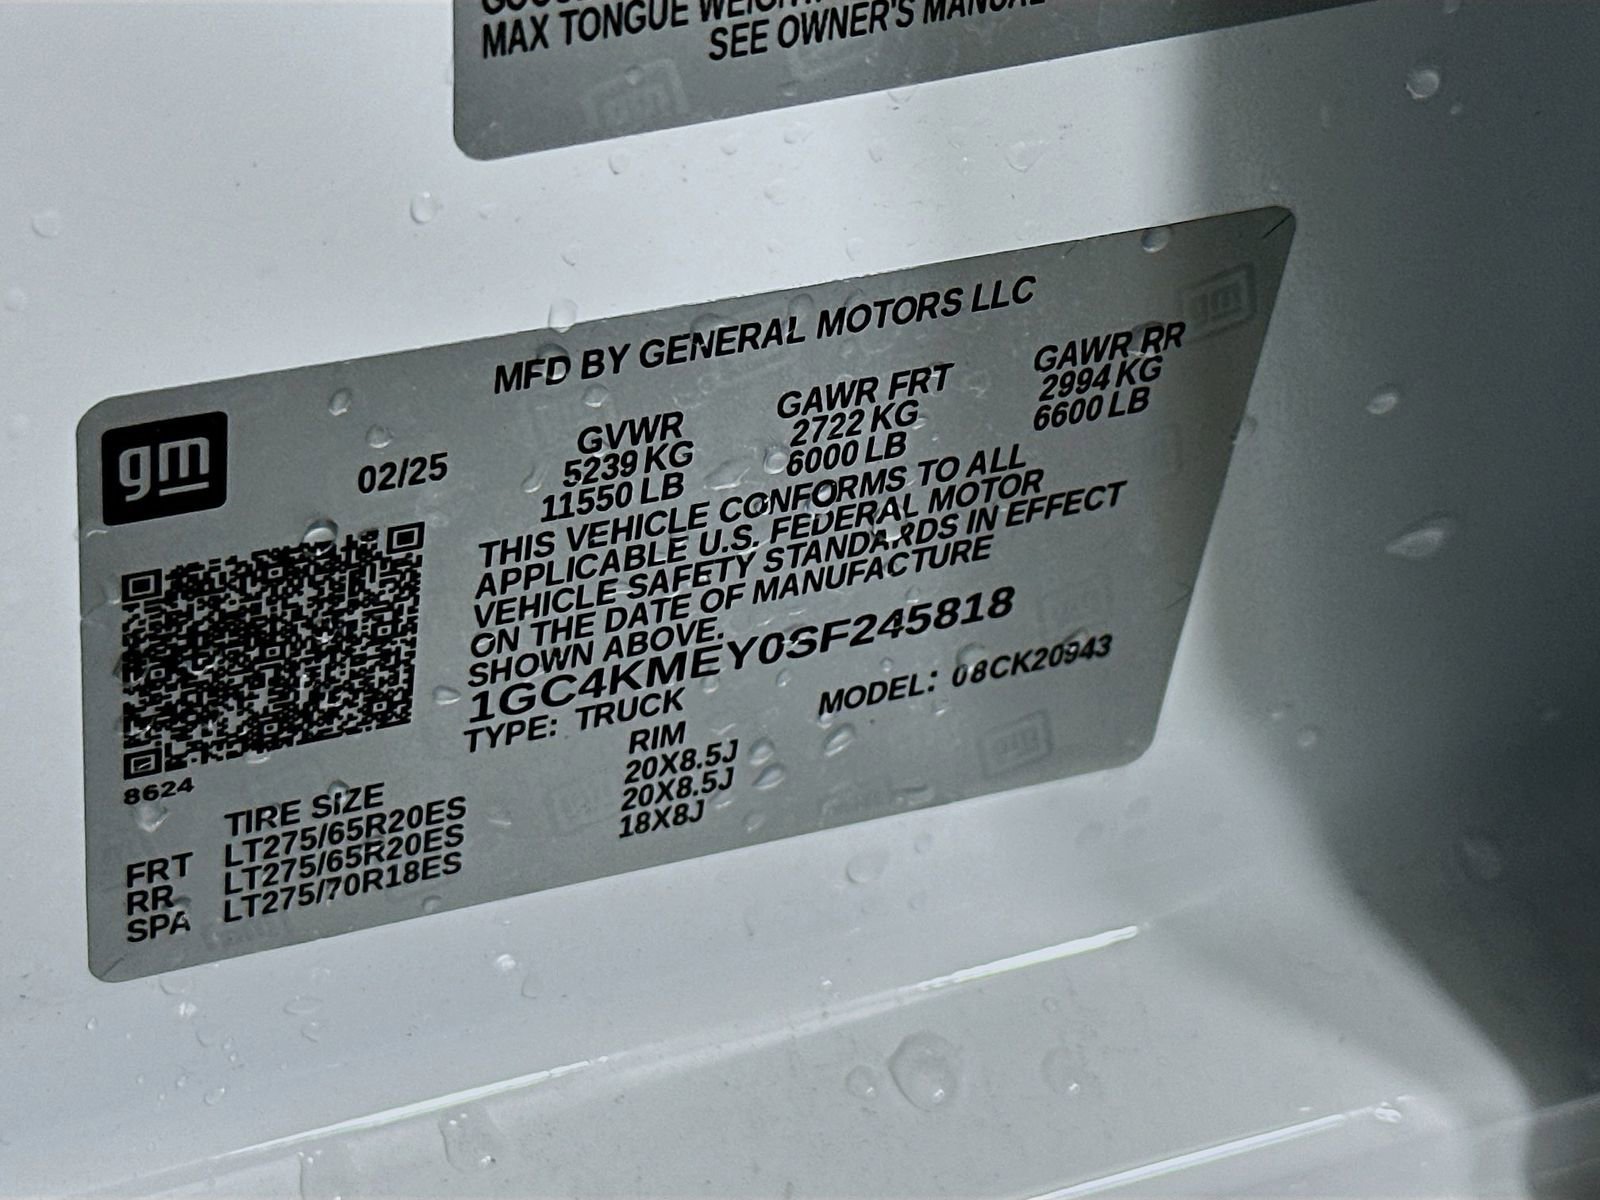 MAX TONGUE WEIGHT
SEE OWNER'S MANUAL
MFD BY GENERAL MOTORS LLC
gm
02/25
GVWR GAWR FRT GAWR RR
5239 KG 2722 KG 2994 KG
11550 LB 6000 LB 6600 LB
THIS VEHICLE CONFORMS TO ALL
APPLICABLE U.S. FEDERAL MOTOR
VEHICLE SAFETY STANDARDS IN EFFECT
ON THE DATE OF MANUFACTURE
SHOWN ABOVE.
1GC4KMEY0SF245818
TYPE: TRUCK MODEL: 08CK20943
8624
TIRE SIZE RIM
FRT LT275/65R20ES 20X8.5J
RR LT275/65R20ES 20X8.5J
SPA LT275/70R18ES 18X8J